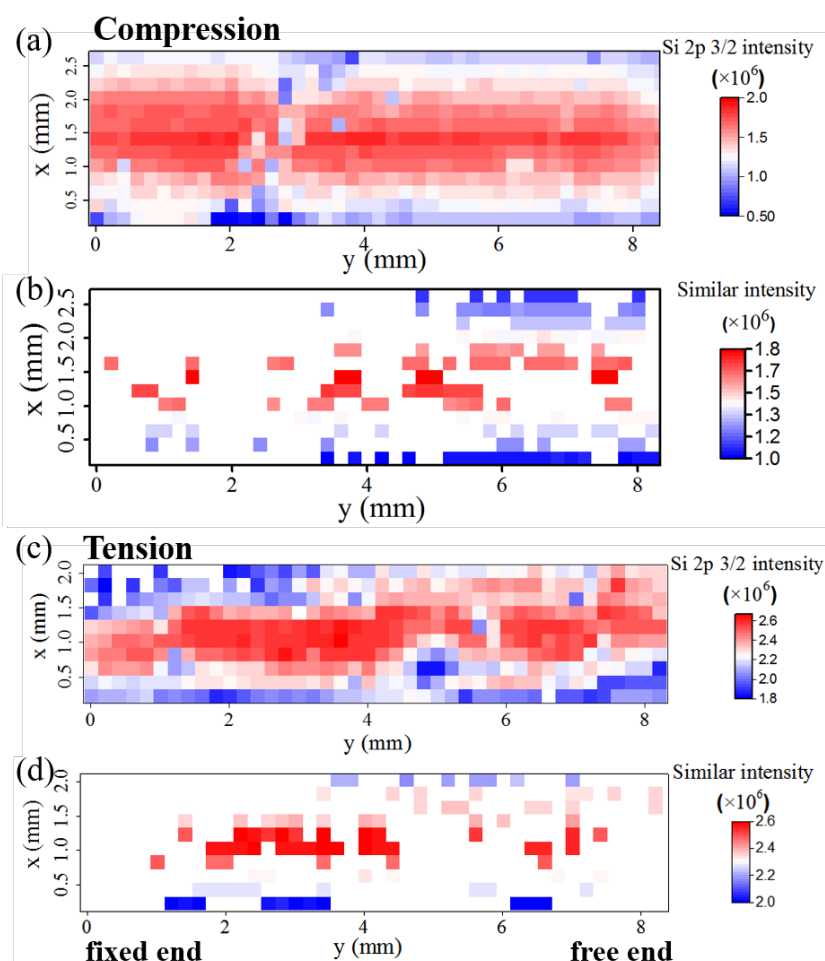 (a) Compression
Si 2p 3/2 intensity
(×10⁶)
2.0
1.0
0.50
x (mm)
2.5
2.0
1.5
1.0
0.5
0 2 4 6 8
y (mm)
(b)
Similar intensity
(×10⁶)
1.8
1.6
1.5
1.3
1.2
1.0
x (mm)
2.5
2.0
1.5
1.0
0.5
0 2 4 6 8
y (mm)
(c) Tension
Si 2p 3/2 intensity
(×10⁶)
2.6
2.4
2.2
2.0
1.8
x (mm)
2.0
1.5
1.0
0.5
0 2 4 6 8
y (mm)
(d)
Similar intensity
(×10⁶)
2.6
2.4
2.2
2.0
x (mm)
2.0
1.5
1.0
0.5
0 2 4 6 8
fixed end y (mm) free end